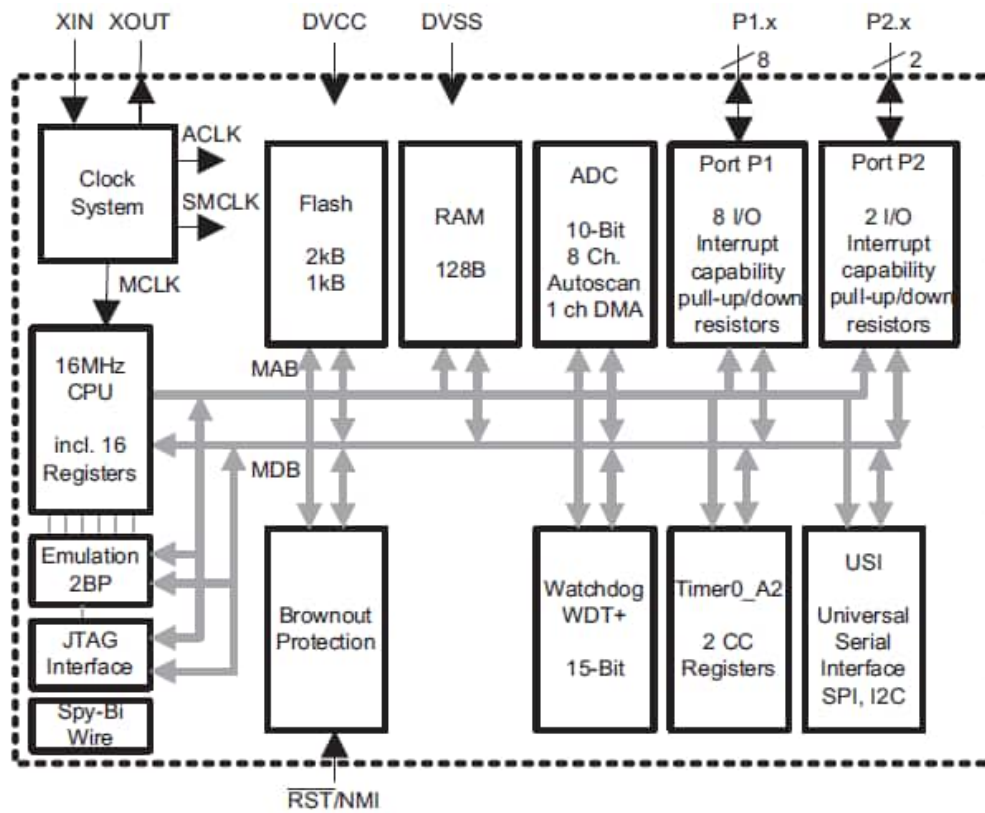 XIN XOUT DVCC DVSS P1.x P2.x
8 2
ACLK
SMCLK
MCLK
Clock
System
Flash
2kB
1kB
RAM
128B
ADC
10-Bit
8 Ch.
Autoscan
1 ch DMA
Port P1
8 I/O
Interrupt
capability
pull-up/down
resistors
Port P2
2 I/O
Interrupt
capability
pull-up/down
resistors
16MHz
CPU
incl. 16
Registers
MAB
MDB
Emulation
2BP
JTAG
Interface
Spy-Bi
Wire
Brownout
Protection
Watchdog
WDT+
15-Bit
Timer0_A2
2 CC
Registers
USI
Universal
Serial
Interface
SPI, I2C
RST/NMI